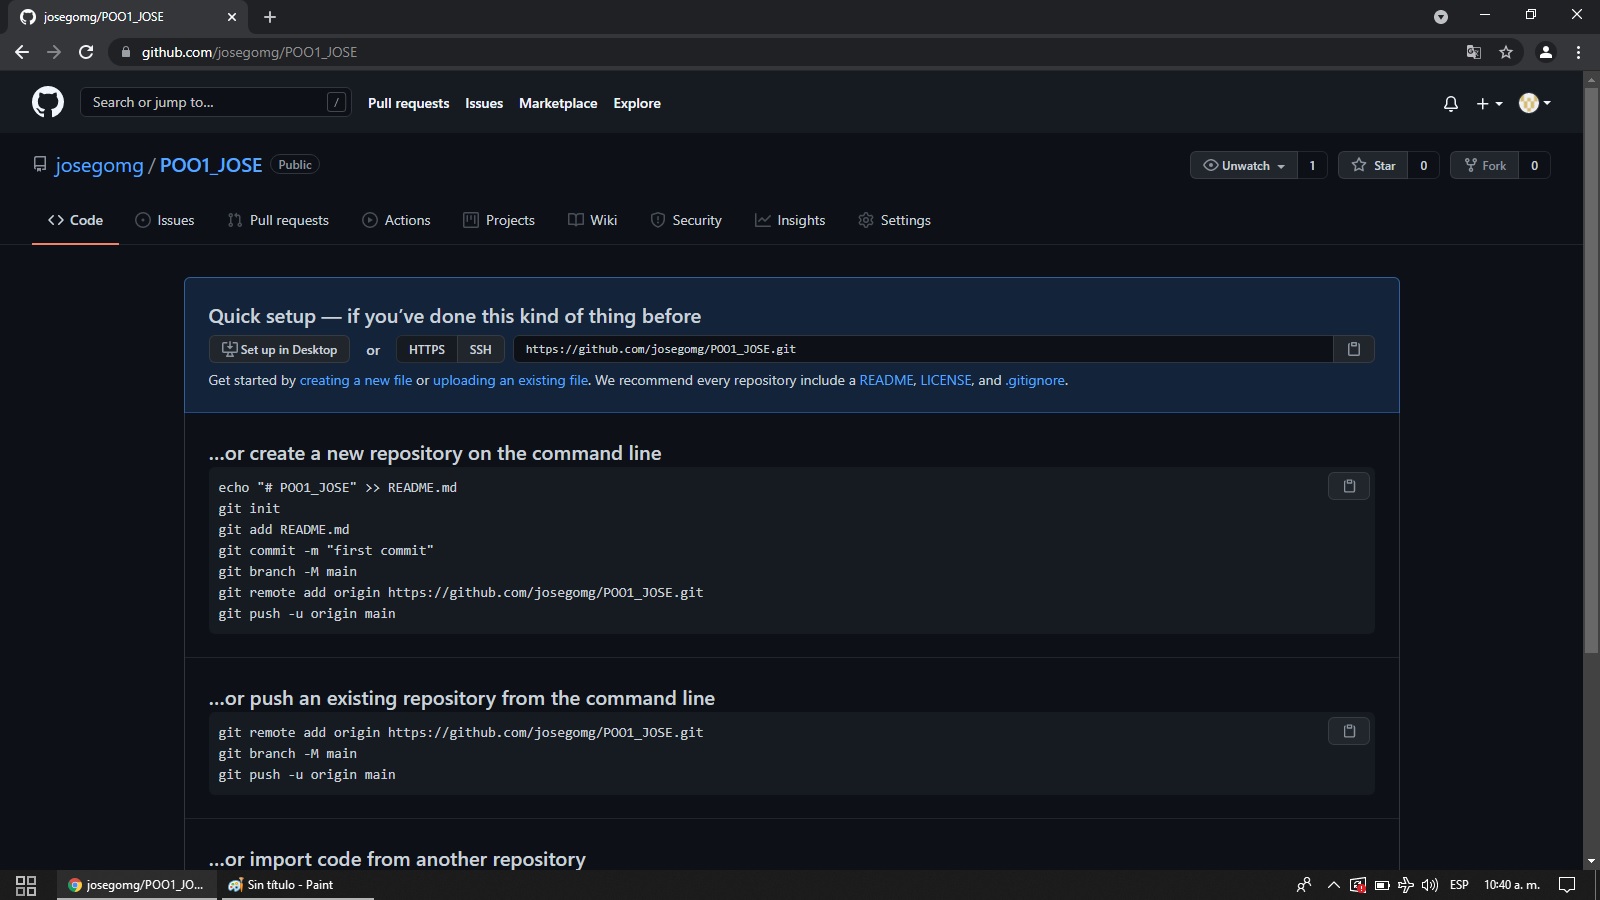 josegomg/POO1_JOSE
github.com/josegomg/POO1_JOSE
Search or jump to...
/
Pull requests
Issues
Marketplace
Explore
josegomg / POO1_JOSE
Public
Unwatch
1
Star
0
Fork
0
Code
Issues
Pull requests
Actions
Projects
Wiki
Security
Insights
Settings
Quick setup — if you’ve done this kind of thing before
Set up in Desktop
or
HTTPS
SSH
https://github.com/josegomg/POO1_JOSE.git
Get started by creating a new file or uploading an existing file. We recommend every repository include a README, LICENSE, and .gitignore.
…or create a new repository on the command line
echo "# POO1_JOSE" >> README.md
git init
git add README.md
git commit -m "first commit"
git branch -M main
git remote add origin https://github.com/josegomg/POO1_JOSE.git
git push -u origin main
…or push an existing repository from the command line
git remote add origin https://github.com/josegomg/POO1_JOSE.git
git branch -M main
git push -u origin main
…or import code from another repository
josegomg/POO1_JO...
Sin título - Paint
ESP
10:40 a. m.